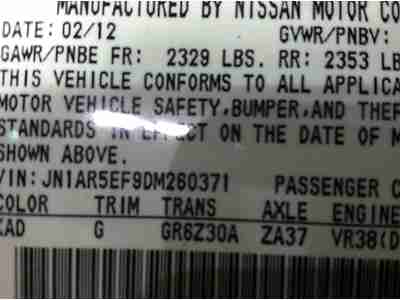 MANUFACTURED BY NISSAN MOTOR CO
DATE: 02/12 GVWR/PNBV:
GAWR/PNBE FR: 2329 LBS. RR: 2353 LB
THIS VEHICLE CONFORMS TO ALL APPLICA
MOTOR VEHICLE SAFETY, BUMPER, AND THEF
STANDARDS IN EFFECT ON THE DATE OF M
SHOWN ABOVE.
VIN: JN1AR5EF9DM260371 PASSENGER C
COLOR TRIM TRANS AXLE ENGINE
KAD G GR6Z30A ZA37 VR38(D